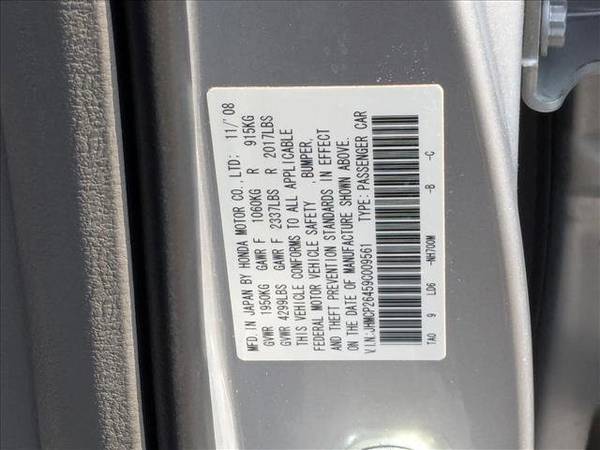 MFD. IN JAPAN BY HONDA MOTOR CO., LTD: 11/'08
GVWR 1950KG GAWR F 1060KG R 915KG
GVWR 4299LBS GAWR F 2337LBS R 2017LBS
THIS VEHICLE CONFORMS TO ALL APPLICABLE
FEDERAL MOTOR VEHICLE SAFETY , BUMPER,
AND THEFT PREVENTION STANDARDS IN EFFECT
ON THE DATE OF MANUFACTURE SHOWN ABOVE.
V.I.N.:JHMCP26459C009561 TYPE: PASSENGER CAR
TA0 9 LD6 -NH700M -B -C